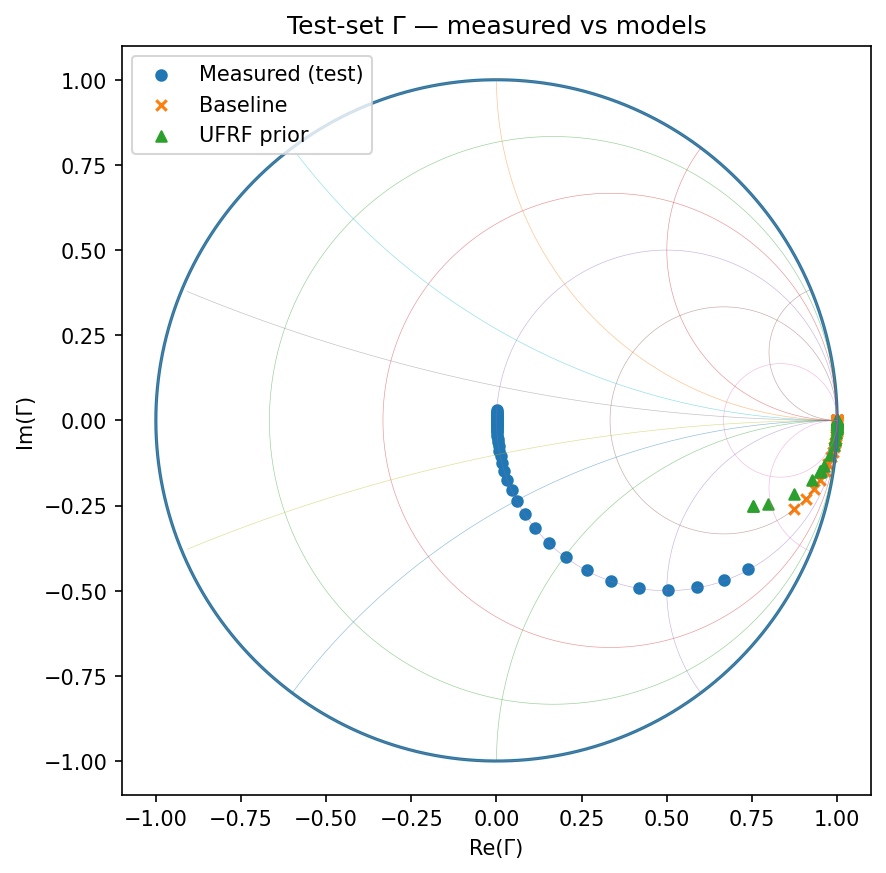 Test-set Γ — measured vs models
Measured (test)
Baseline
UFRF prior
1.00
0.75
0.50
0.25
0.00
−0.25
−0.50
−0.75
−1.00
Im(Γ)
−1.00 −0.75 −0.50 −0.25 0.00 0.25 0.50 0.75 1.00
Re(Γ)